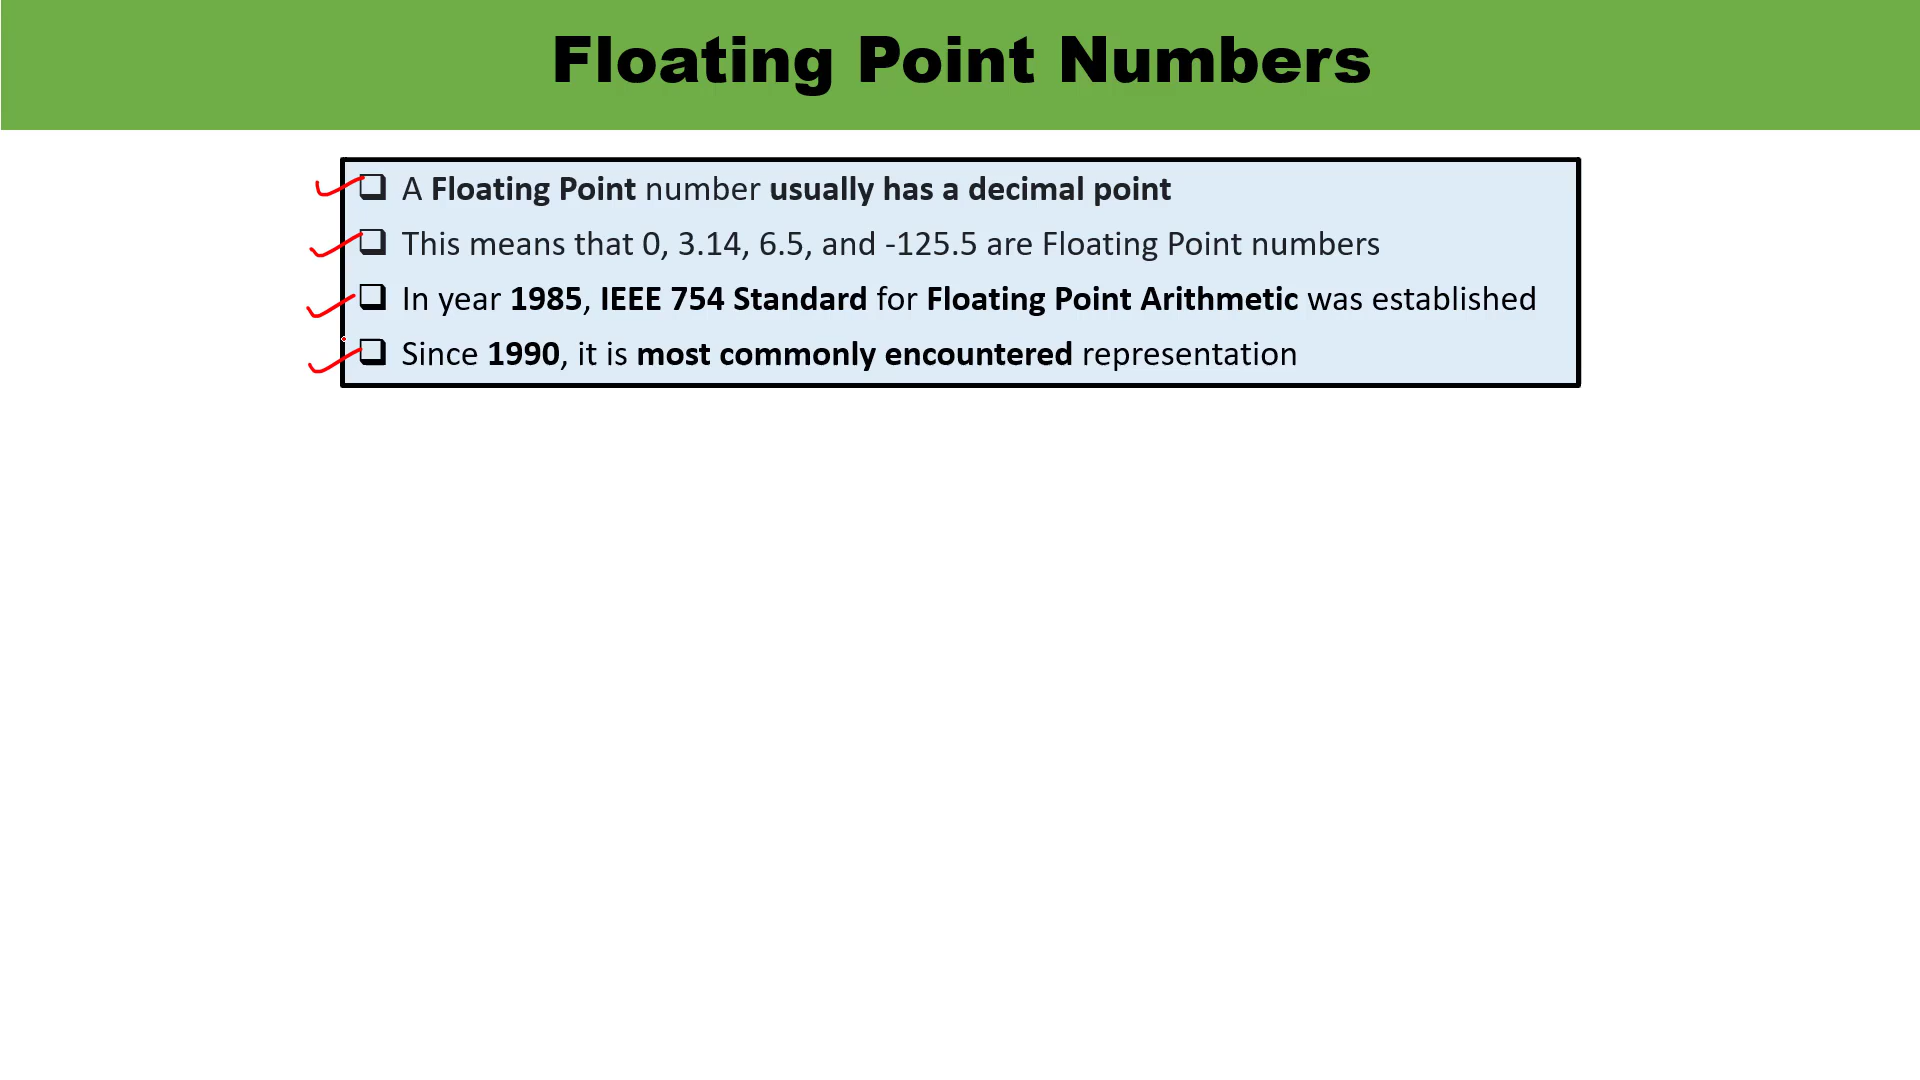 Floating Point Numbers
A Floating Point number usually has a decimal point
This means that 0, 3.14, 6.5, and -125.5 are Floating Point numbers
In year 1985, IEEE 754 Standard for Floating Point Arithmetic was established
Since 1990, it is most commonly encountered representation